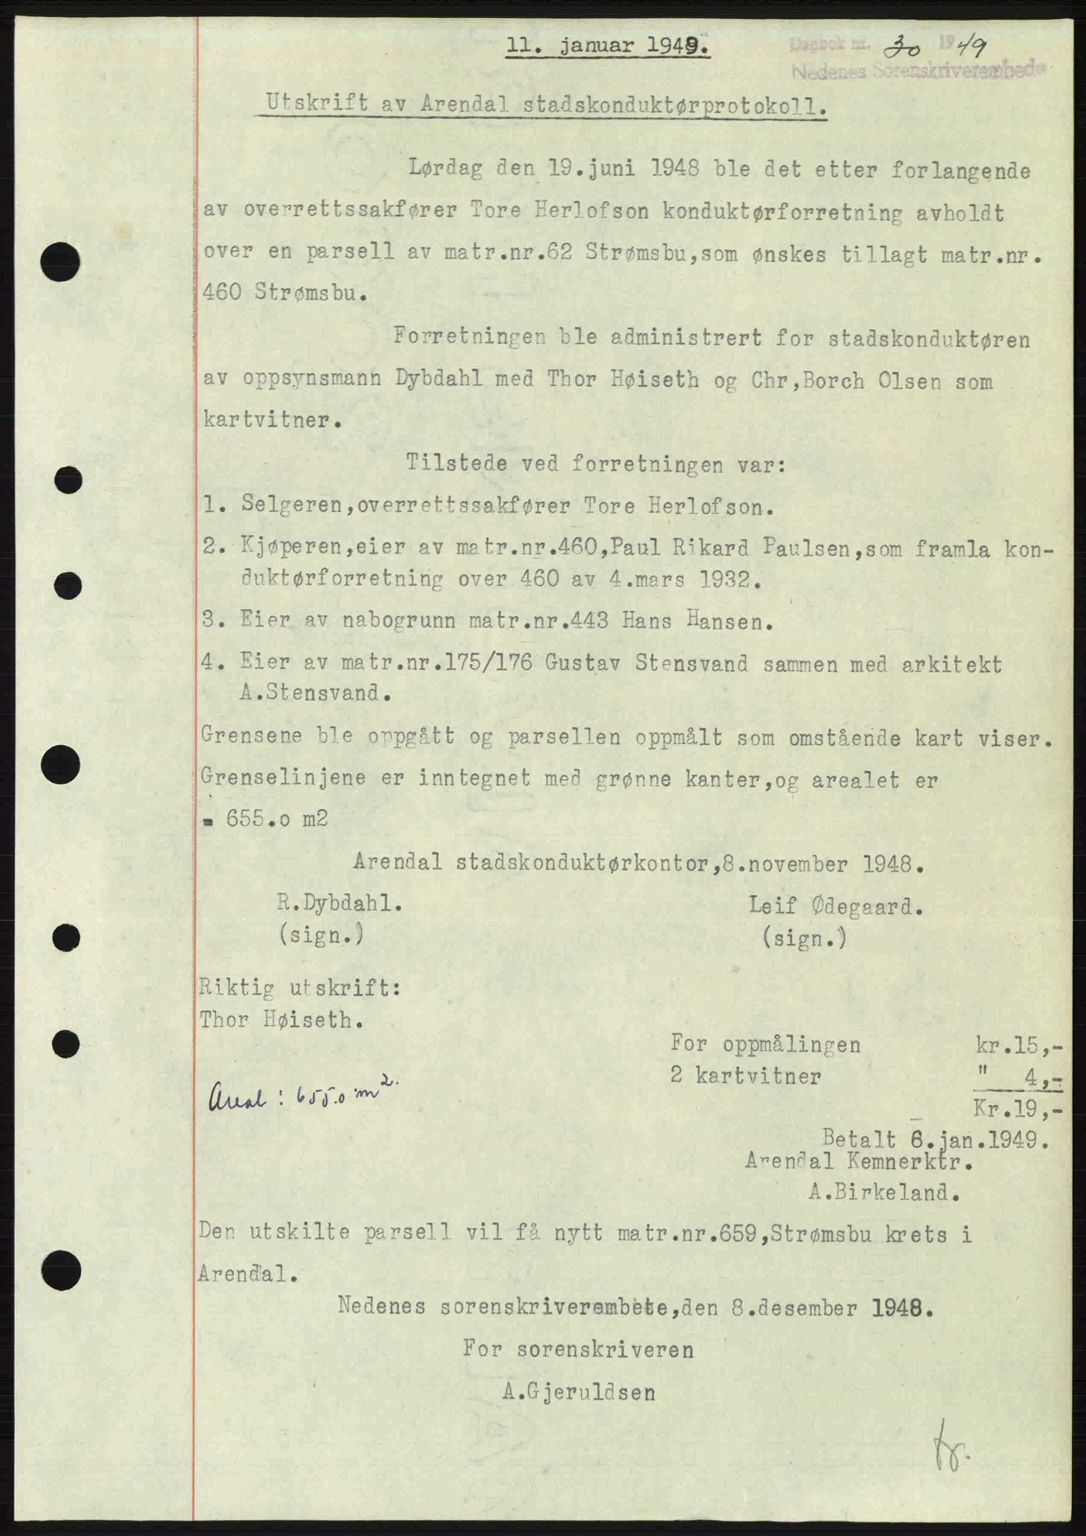 11. januar 1949.
Dagbok nr. 30 1949
Nedenes Sorenskriverembede
Utskrift av Arendal stadskonduktørprotokoll.
Lørdag den 19.juni 1948 ble det etter forlangende
av overrettssakfører Tore Herlofson konduktørforretning avholdt
over en parsell av matr.nr.62 Strømsbu,som ønskes tillagt matr.nr.
460 Strømsbu.
Forretningen ble administrert for stadskonduktøren
av oppsynsmann Dybdahl med Thor Høiseth og Chr,Borch Olsen som
kartvitner.
Tilstede ved forretningen var:
1. Selgeren,overrettssakfører Tore Herlofson.
2. Kjøperen,eier av matr.nr.460,Paul Rikard Paulsen,som framla kon-
duktørforretning over 460 av 4.mars 1932.
3. Eier av nabogrunn matr.nr.443 Hans Hansen.
4. Eier av matr.nr.175/176 Gustav Stensvand sammen med arkitekt
A.Stensvand.
Grensene ble oppgått og parsellen oppmålt som omstående kart viser.
Grenselinjene er inntegnet med grønne kanter,og arealet er
= 655.o m2
Arendal stadskonduktørkontor,8.november 1948.
R.Dybdahl. Leif Ødegaard.
(sign.) (sign.)
Riktig utskrift:
Thor Høiseth.
For oppmålingen kr.15,-
2 kartvitner " 4,-
Areal: 655.0 m2.
Kr.19,-
Betalt 6.jan.1949.
Arendal Kemnerktr.
A.Birkeland.
Den utskilte parsell vil få nytt matr.nr.659,Strømsbu krets i
Arendal.
Nedenes sorenskriverembete,den 8.desember 1948.
For sorenskriveren
A.Gjeruldsen